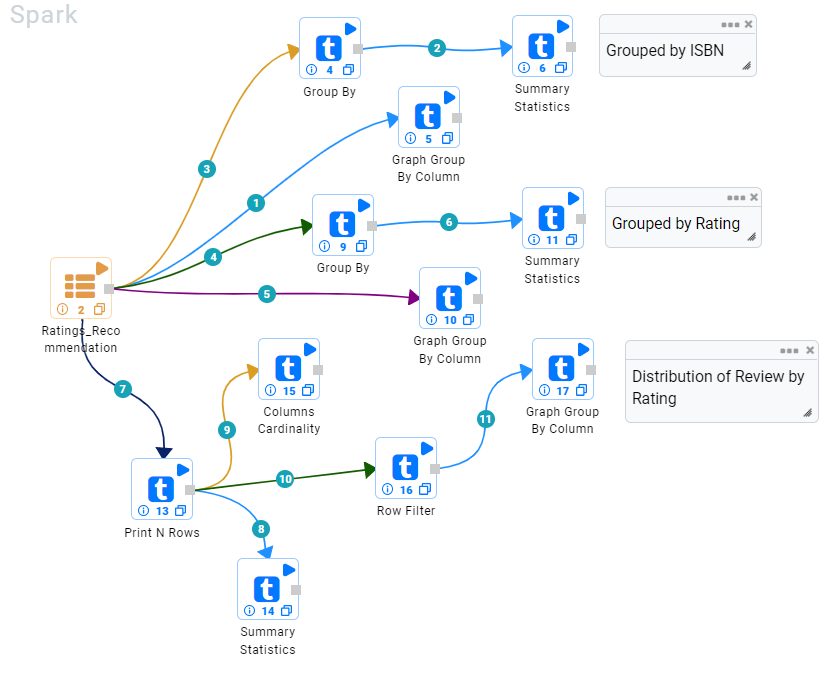 Spark
3
2
t
4
Group By
t
6
Summary
Statistics
Grouped by ISBN
t
5
Graph Group
By Column
1
4
t
9
Group By
6
t
11
Summary
Statistics
Grouped by Rating
2
Ratings_Reco
mmendation
5
t
10
Graph Group
By Column
7
9
t
15
Columns
Cardinality
11
t
17
Graph Group
By Column
Distribution of Review by
Rating
t
13
Print N Rows
10
t
16
Row Filter
8
t
14
Summary
Statistics